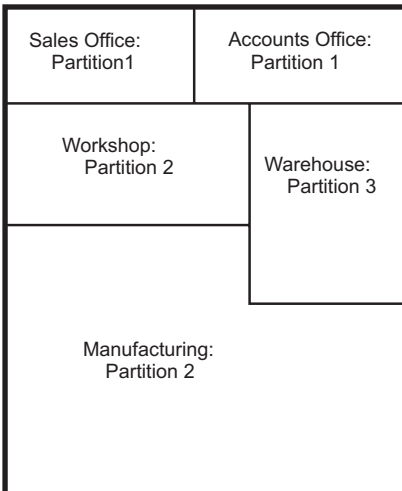 Sales Office:
Partition1
Accounts Office:
Partition 1
Workshop:
Partition 2
Warehouse:
Partition 3
Manufacturing:
Partition 2